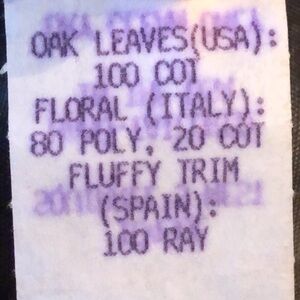 OAK LEAVES(USA):
100 COT
FLORAL (ITALY):
80 POLY, 20 COT
FLUFFY TRIM
(SPAIN):
100 RAY